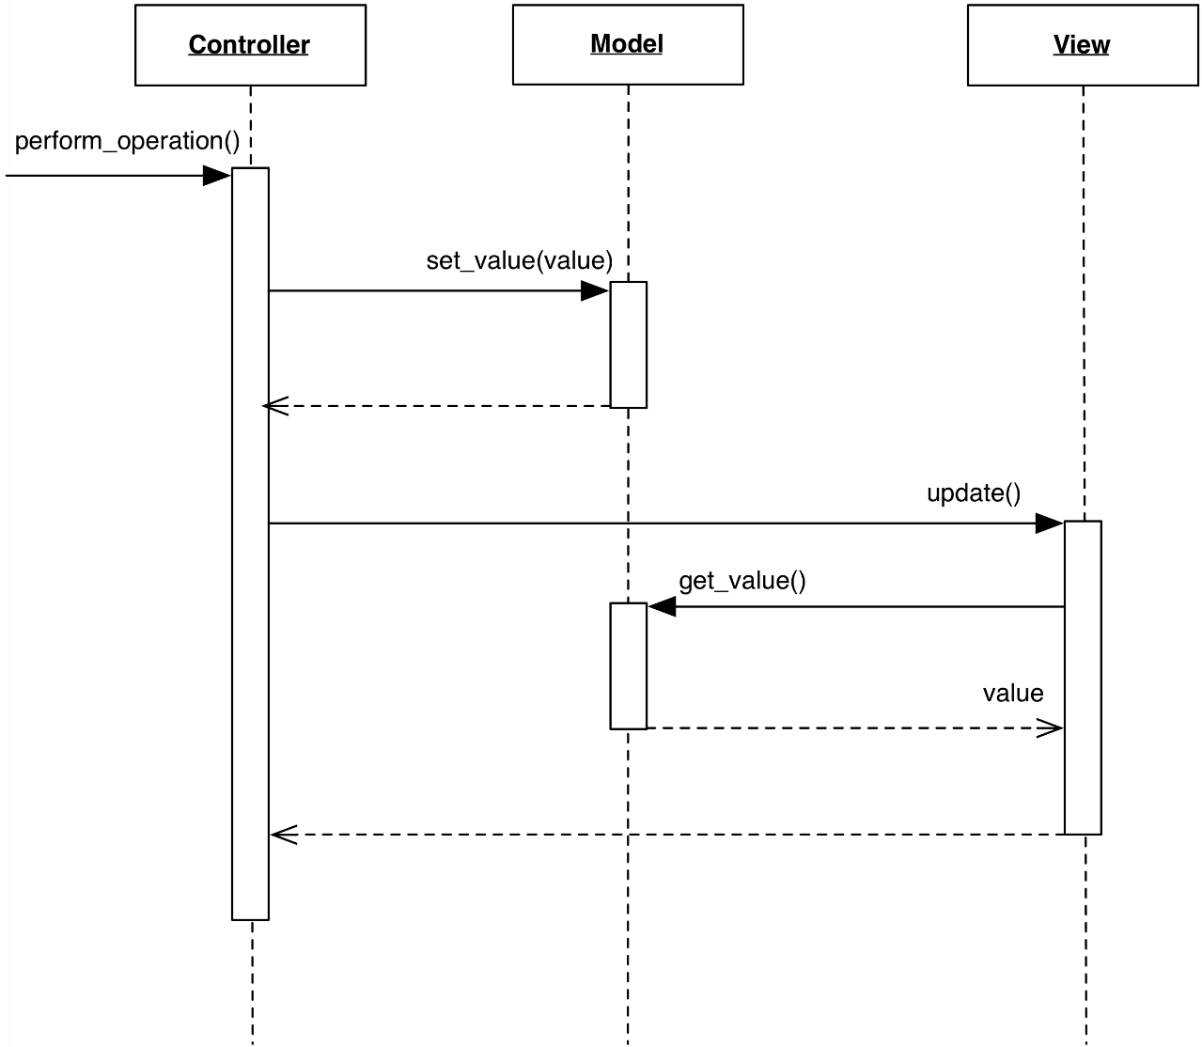 Controller
Model
View
perform_operation()
set_value(value)
update()
get_value()
value